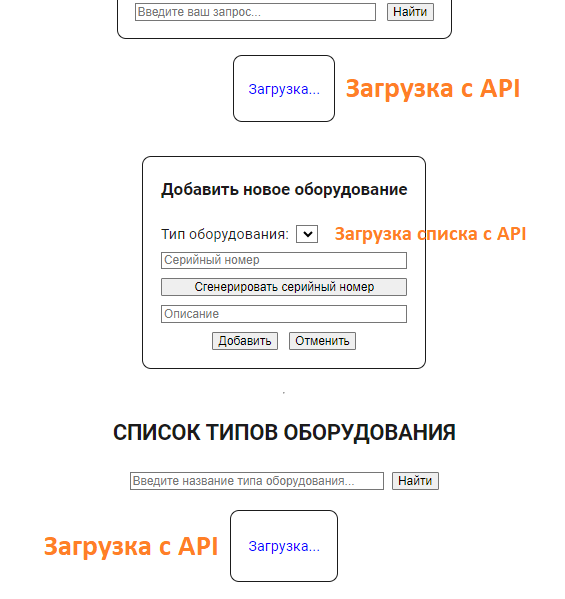 Введите ваш запрос... Найти
Загрузка... Загрузка с API
Добавить новое оборудование
Тип оборудования: Загрузка списка с API
Серийный номер
Сгенерировать серийный номер
Описание
Добавить Отменить
СПИСОК ТИПОВ ОБОРУДОВАНИЯ
Введите название типа оборудования... Найти
Загрузка с API Загрузка...